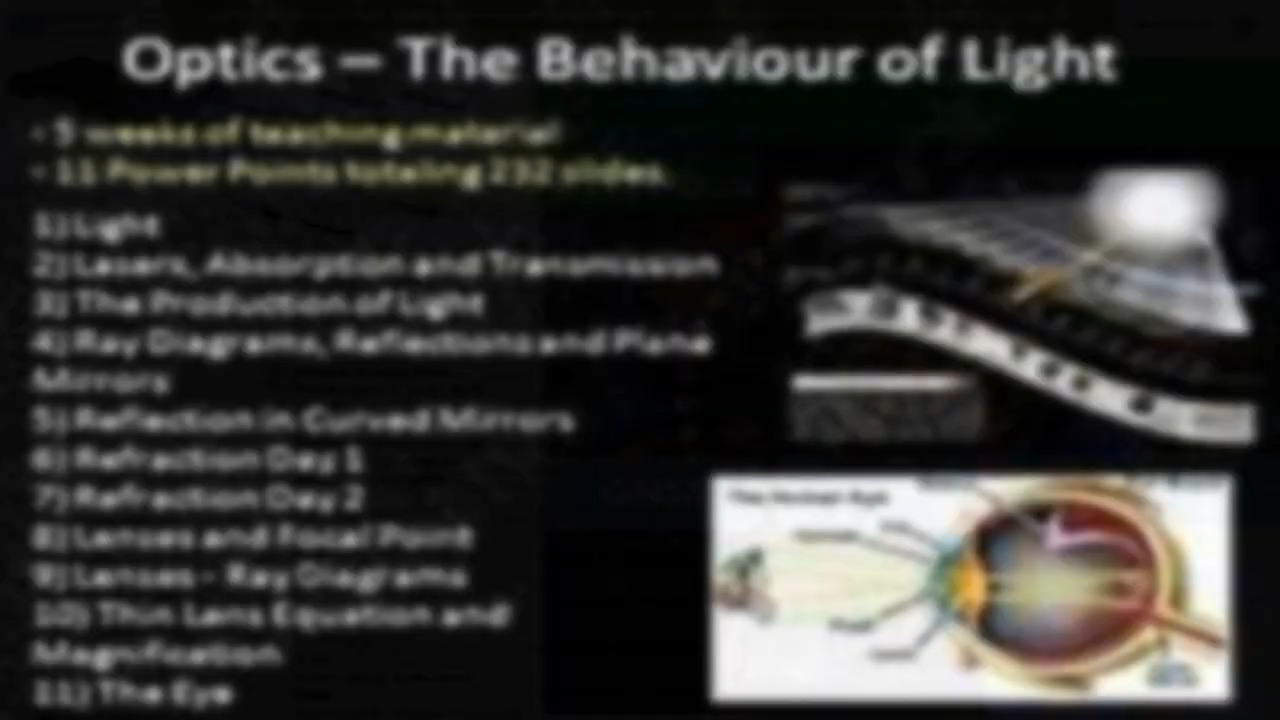 Optics – The Behaviour of Light
- 5 weeks of teaching material
- 11 Power Points totaling 232 slides.
1) Light
2) Lasers, Absorption and Transmission
3) The Production of Light
4) Ray Diagrams, Reflections and Plane
Mirrors
5) Reflection in Curved Mirrors
6) Refraction Day 1
7) Refraction Day 2
8) Lenses and Focal Point
9) Lenses - Ray Diagrams
10) Thin Lens Equation and
Magnification
11) The Eye
The Human Eye